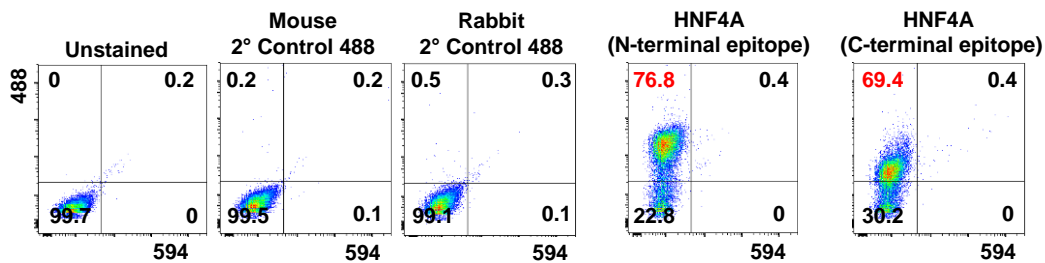 Unstained
Mouse
2° Control 488
Rabbit
2° Control 488
HNF4A
(N-terminal epitope)
HNF4A
(C-terminal epitope)
488
0 0.2
99.7 0
594
0.2 0.2
99.5 0.1
594
0.5 0.3
99.1 0.1
594
76.8 0.4
22.8 0
594
69.4 0.4
30.2 0
594